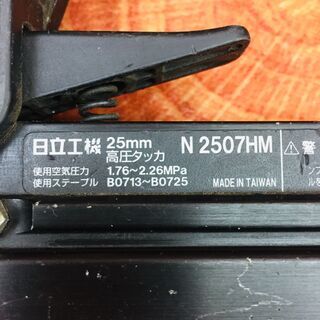 日立工機 25mm 高圧タッカ N 2507HM ⚠警
使用空気圧力 1.76~2.26MPa
使用ステープル B0713~B0725 MADE IN TAIWAN